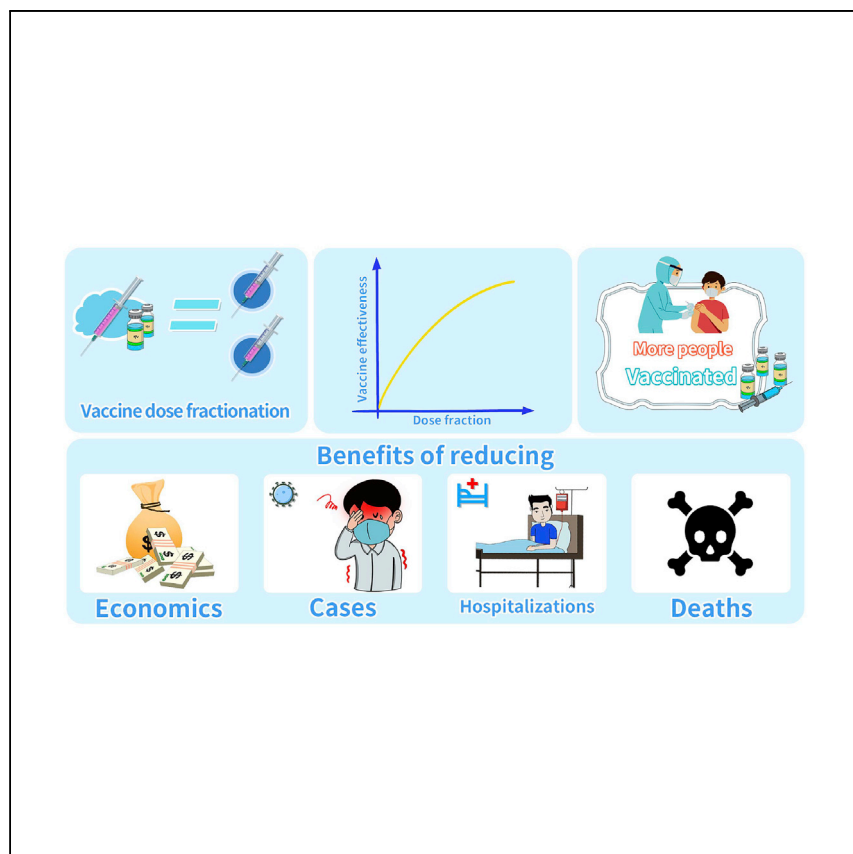 Vaccine dose fractionation
Vaccine effectiveness
Dose fraction
More people
Vaccinated
Benefits of reducing
$
$
$
$
$
Economics
Cases
Hospitalizations
Deaths